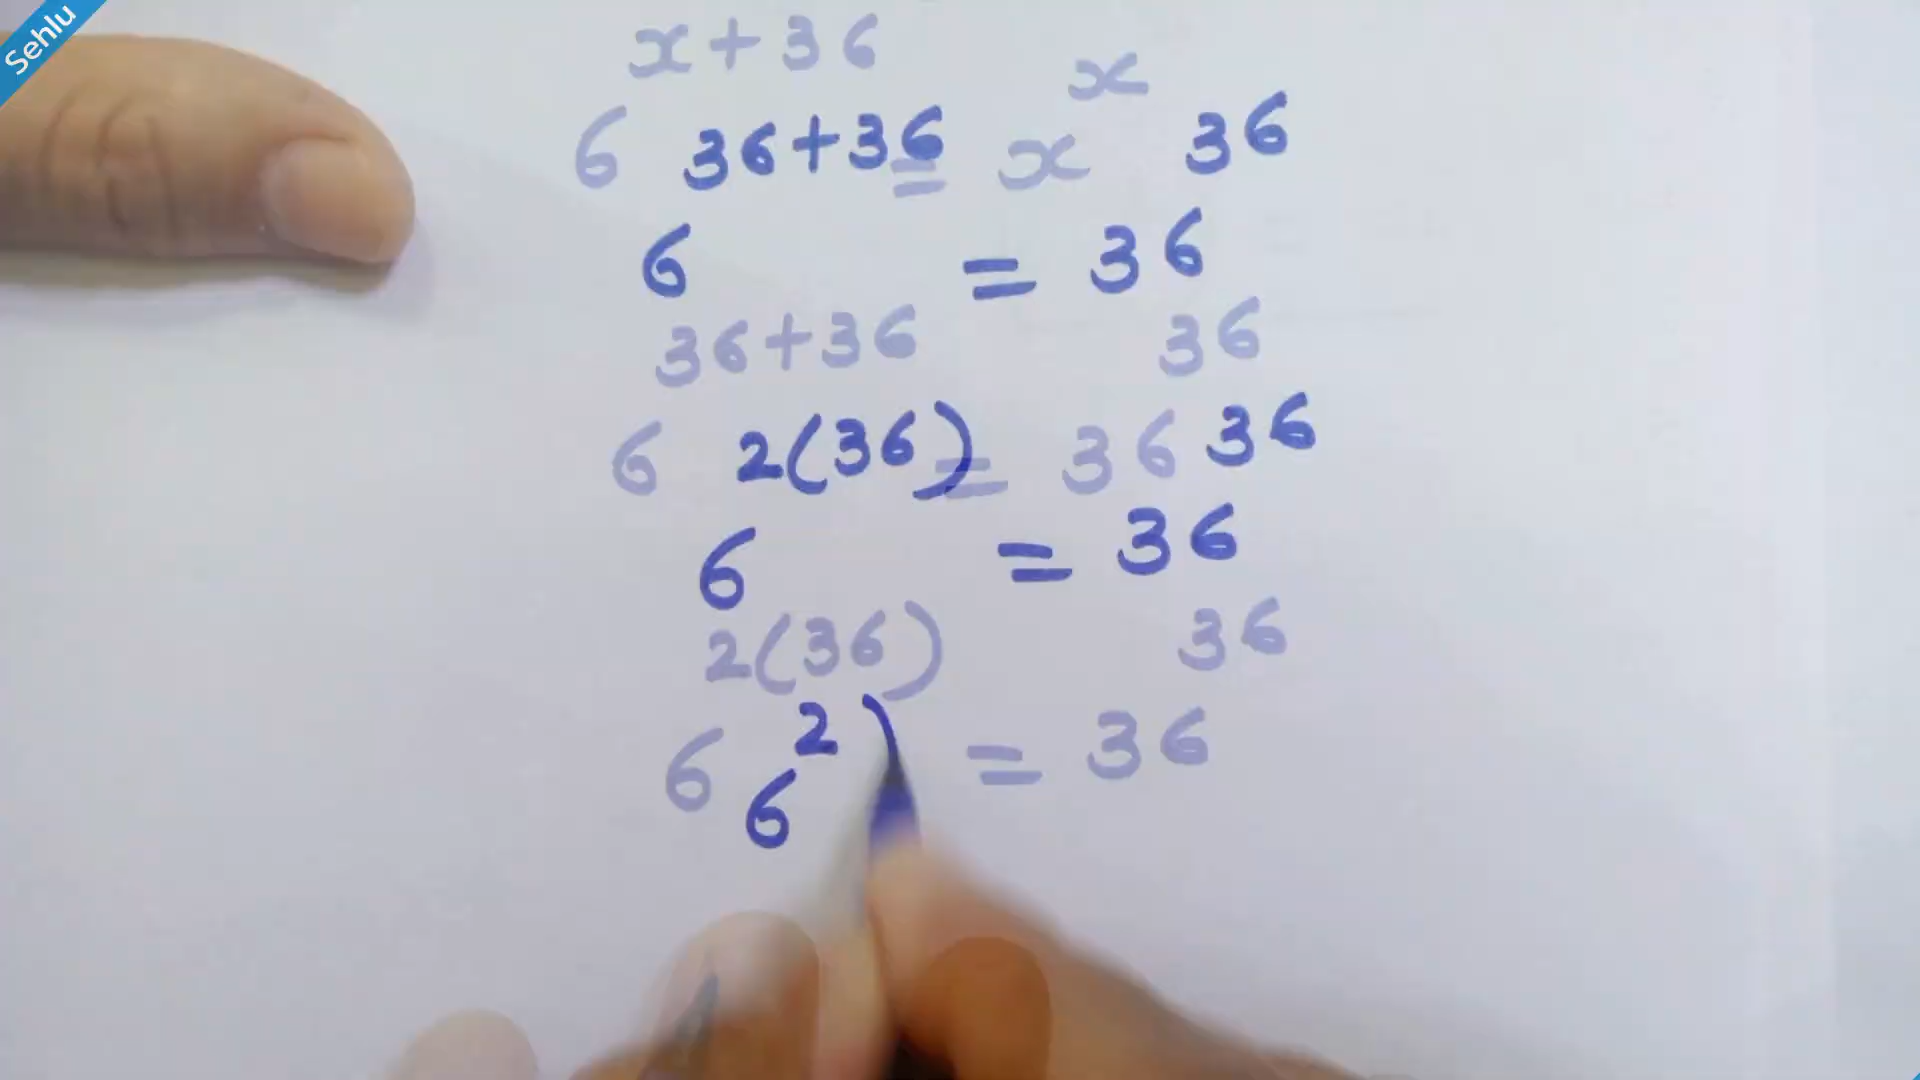 Sehlu
x + 36
x
6 36+36 = x 36
6 = 36
36+36 36
6 2(36) = 36 36
6 = 36
2(36) 36
2 )
6 = 36
6